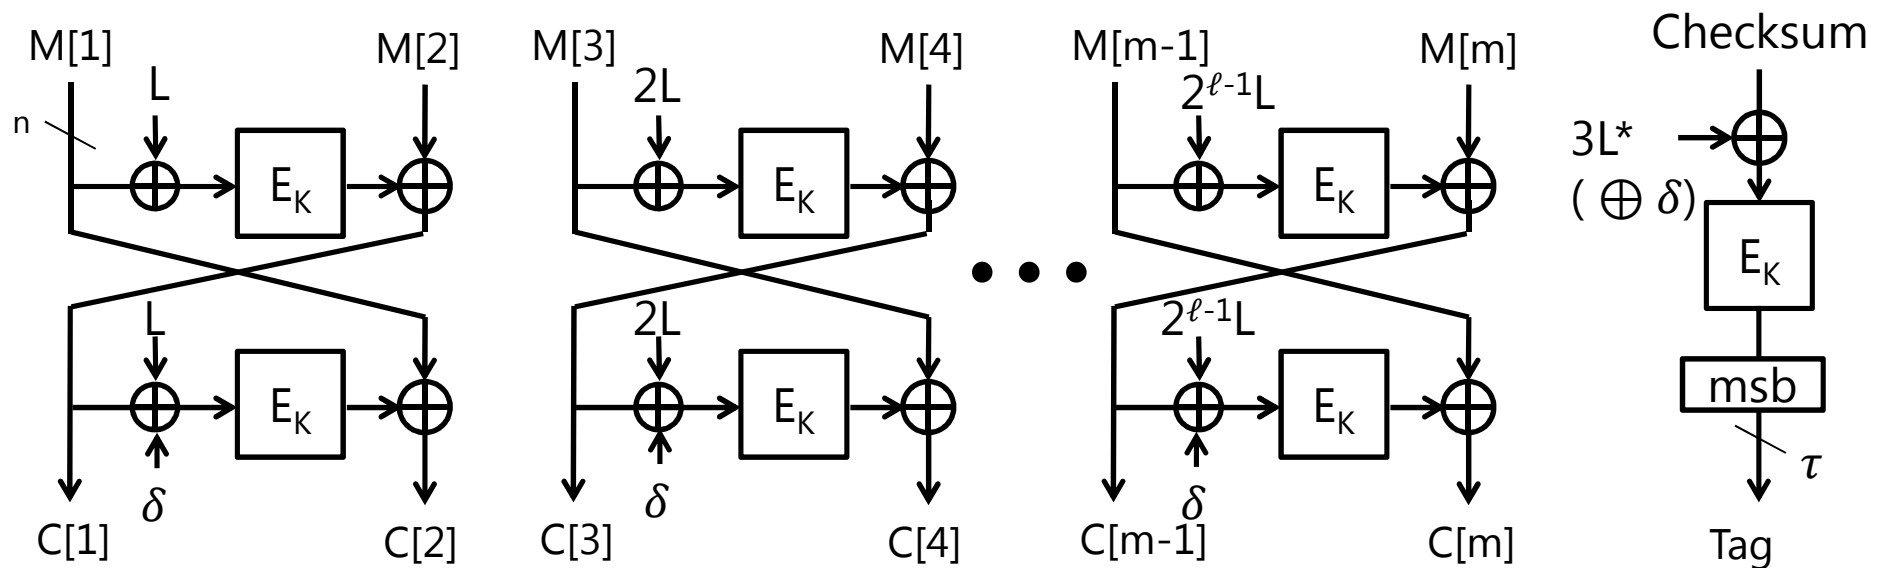 M[1] M[2] M[3] M[4] M[m-1] M[m] Checksum
L 2L 2^{ℓ-1}L
n
3L*
E_K E_K E_K
(⊕ δ)
E_K
L 2L 2^{ℓ-1}L
E_K E_K E_K
msb
δ δ δ
τ
C[1] C[2] C[3] C[4] C[m-1] C[m] Tag